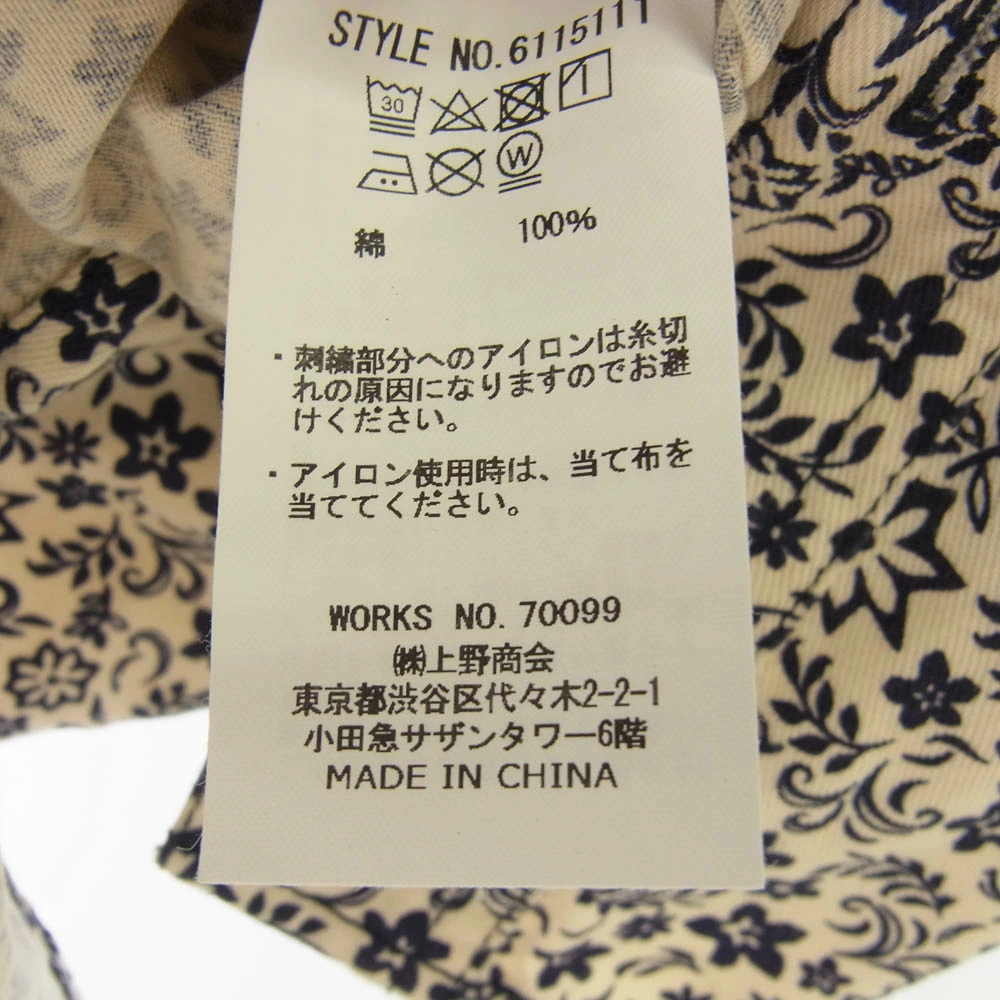 STYLE NO. 6115111
30
W
綿 100%
・刺繍部分へのアイロンは糸切
れの原因になりますのでお避
けください。
・アイロン使用時は、当て布を
当ててください。
WORKS NO. 70099
㈱上野商会
東京都渋谷区代々木2-2-1
小田急サザンタワー6階
MADE IN CHINA